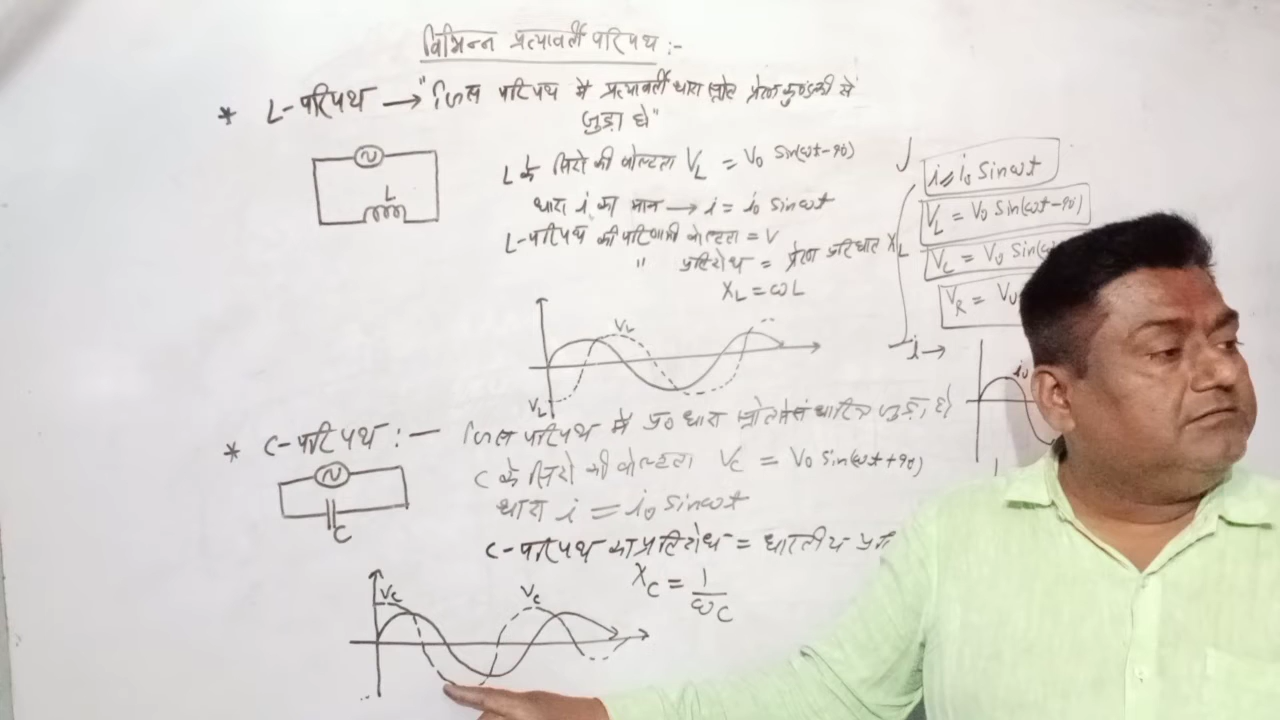 विभिन्न प्रत्यावर्ती परिपथ :-
* L-परिपथ → "जिस परिपथ में प्रत्यावर्ती धारा स्रोत प्रेरण कुण्डली से
जुड़ा हो"
L
L के सिरो की वोल्टता V_L = V₀ Sin(ωt-90)
धारा i का मान → i = i₀ Sinωt
L-परिपथ की परिणामी वोल्टता = V
" प्रतिरोध = प्रेरण प्रतिघात X_L
X_L = ωL
V_L
V_L
i = i₀ Sinωt
V_L = V₀ Sin(ωt-90)
V_C = V₀ Sin(ω
V_R = V₀
i →
i₀
* C-परिपथ :- जिस परिपथ में प्र० धारा स्रोत से संधारित्र जुड़ा हो
C
C के सिरो की वोल्टता V_C = V₀ Sin(ωt+90)
धारा i = i₀ Sinωt
C-परिपथ का प्रतिरोध = धारतीय
X_C = 1/ωC
V_C
V_C